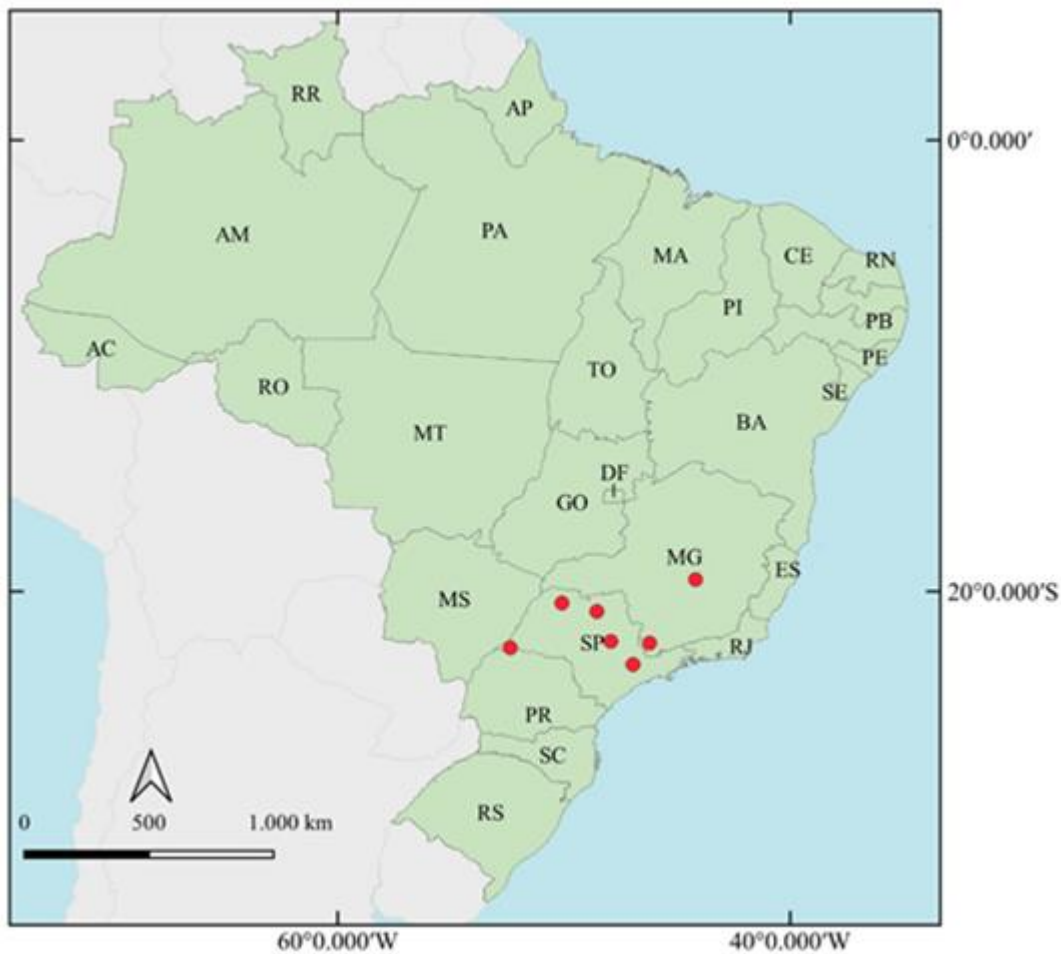 RR
AP
0°0.000′
AM
PA
MA
CE
RN
PI
PB
AC
PE
TO
RO
SE
BA
MT
DF
GO
MG
ES
20°0.000′S
MS
SP
RJ
PR
SC
RS
0 500 1.000 km
60°0.000′W 40°0.000′W